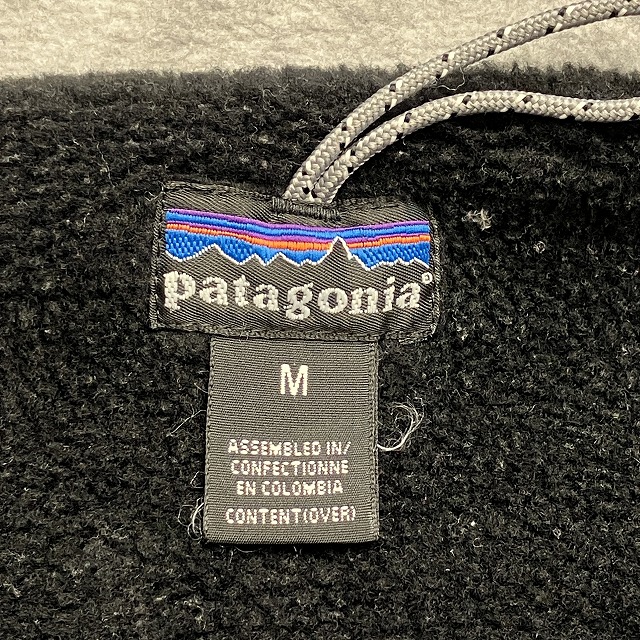 patagonia®
M
ASSEMBLED IN/
CONFECTIONNE
EN COLOMBIA
CONTENT(OVER)